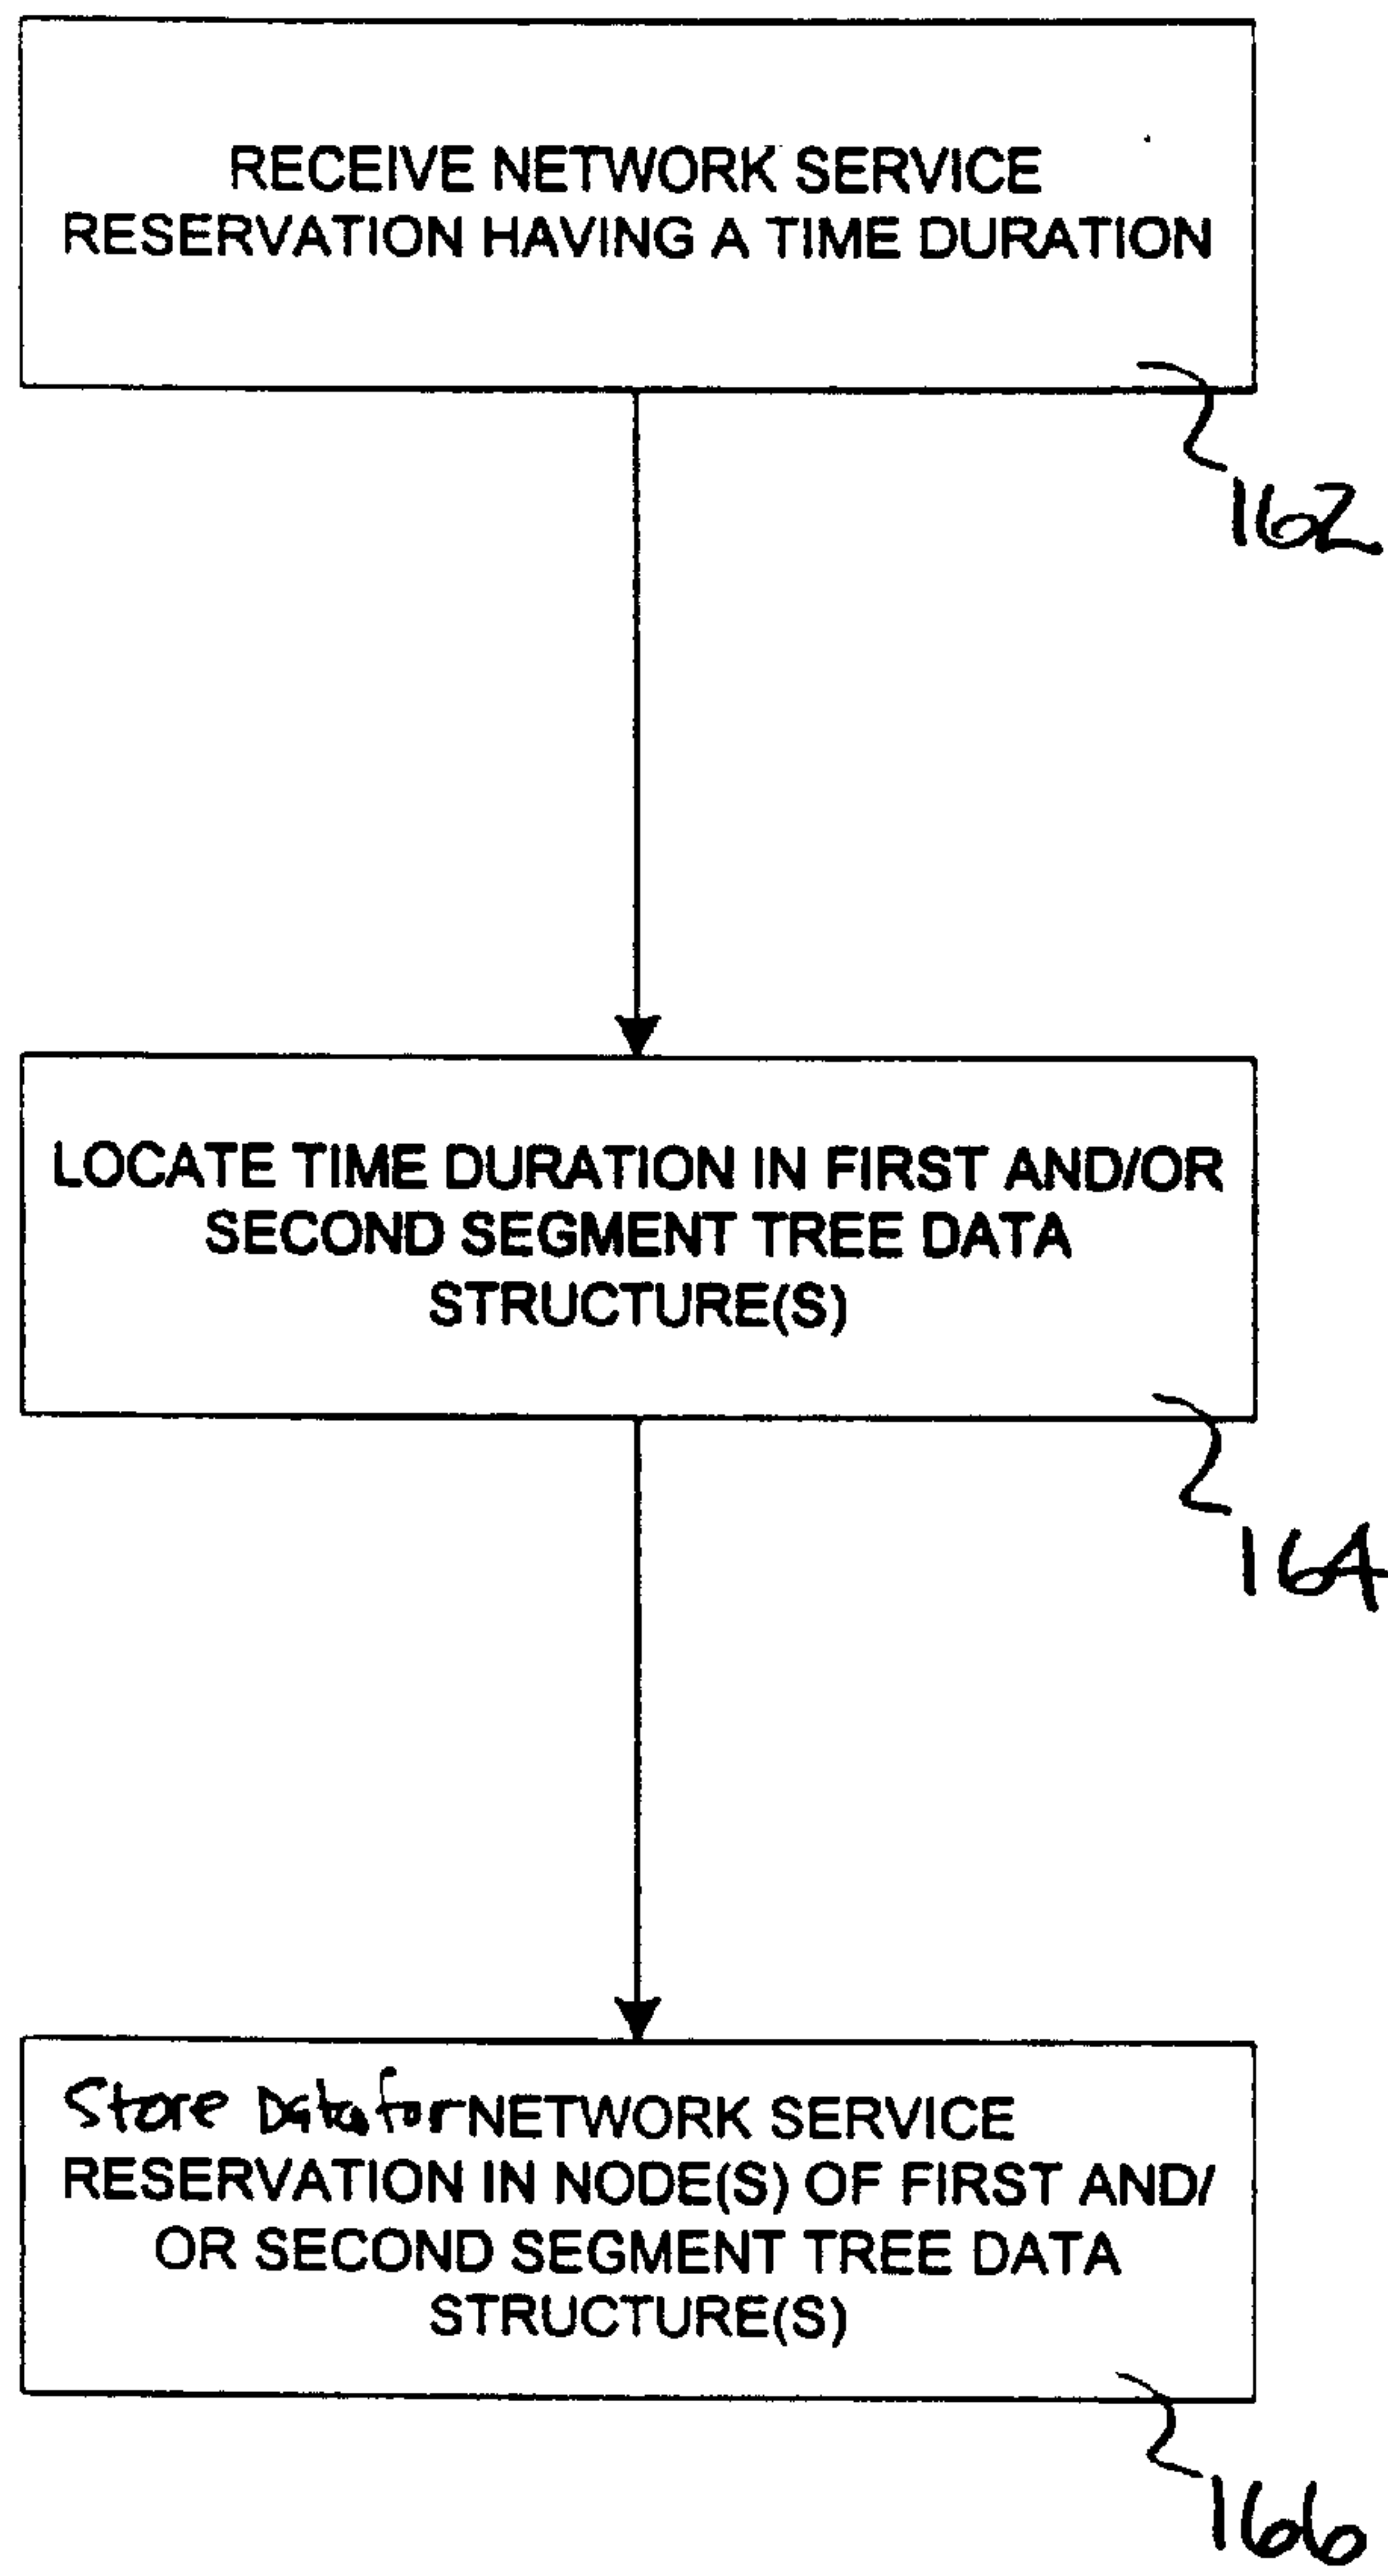 RECEIVE NETWORK SERVICE
RESERVATION HAVING A TIME DURATION
162
LOCATE TIME DURATION IN FIRST AND/OR
SECOND SEGMENT TREE DATA
STRUCTURE(S)
164
Store Data for NETWORK SERVICE
RESERVATION IN NODE(S) OF FIRST AND/
OR SECOND SEGMENT TREE DATA
STRUCTURE(S)
166